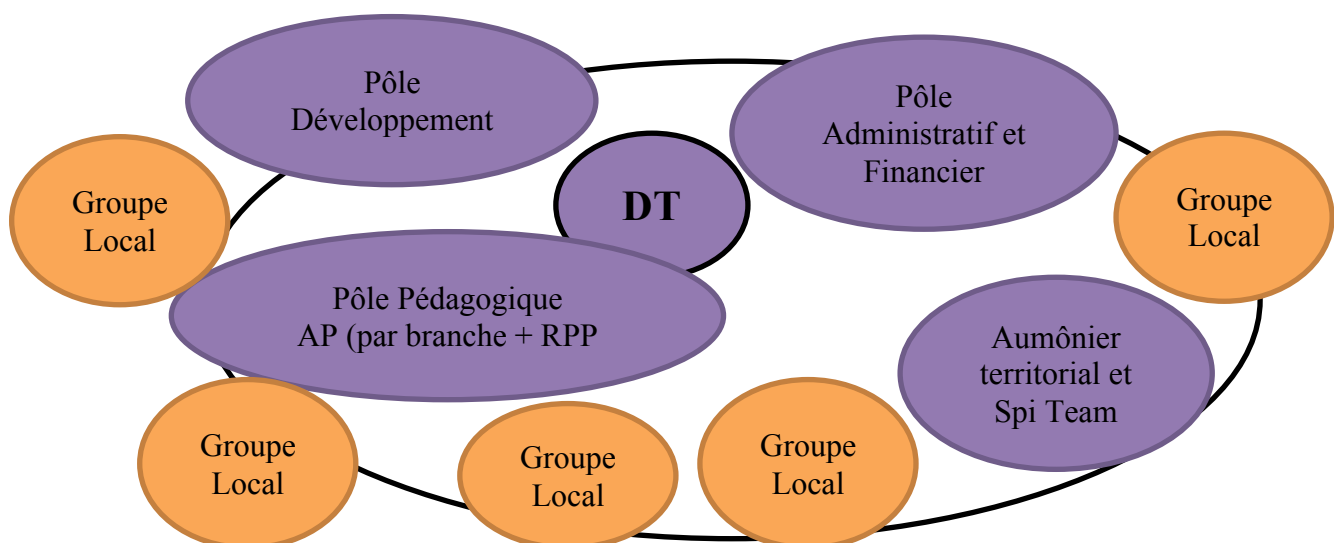 Pôle
Développement
Pôle
Administratif et
Financier
Groupe
Local
DT
Groupe
Local
Pôle Pédagogique
AP (par branche + RPP
Aumônier
territorial et
Spi Team
Groupe
Local
Groupe
Local
Groupe
Local